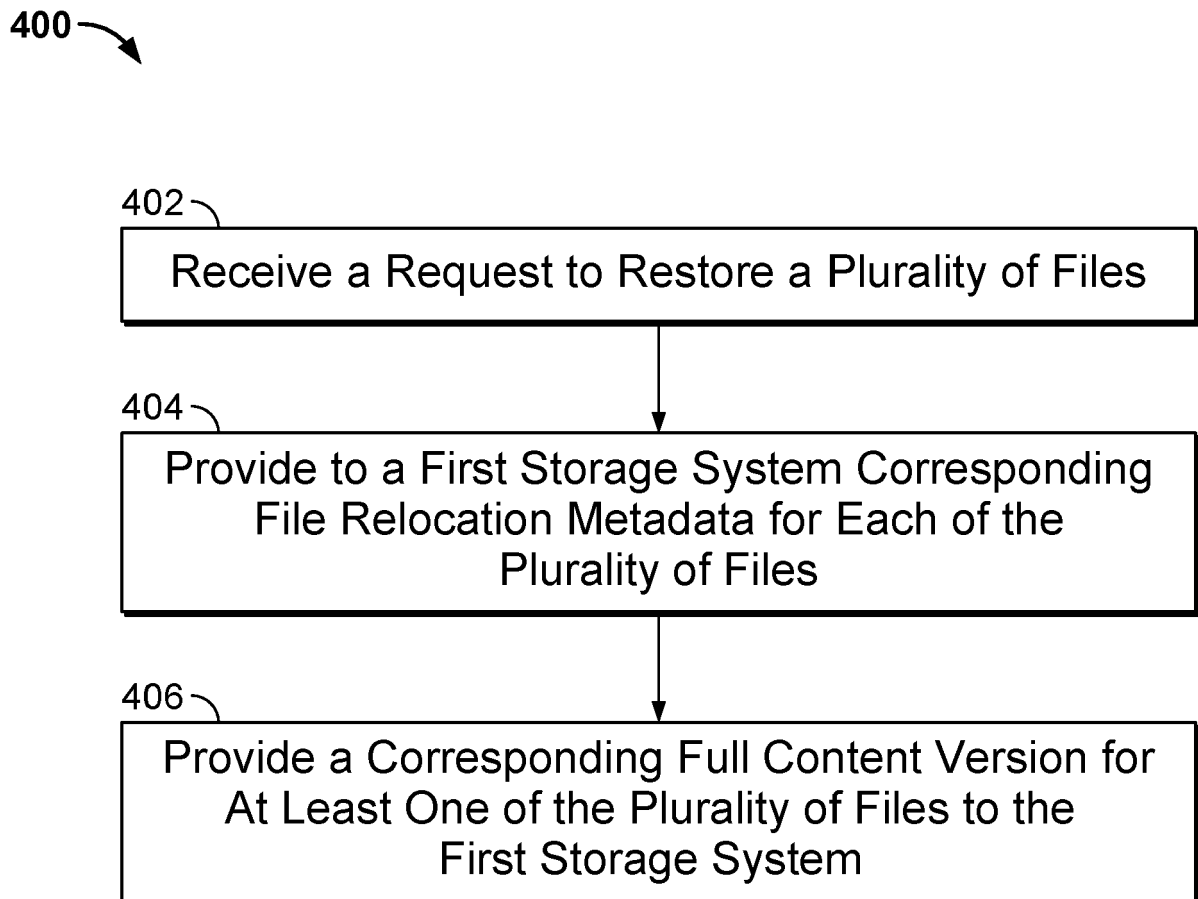 400
402
Receive a Request to Restore a Plurality of Files
404
Provide to a First Storage System Corresponding
File Relocation Metadata for Each of the
Plurality of Files
406
Provide a Corresponding Full Content Version for
At Least One of the Plurality of Files to the
First Storage System